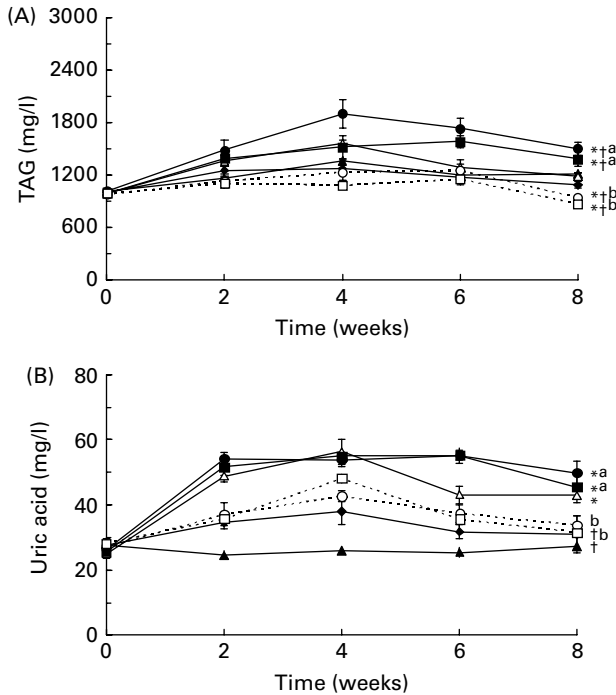 (A)
3000
2400
1800
1200
600
0
TAG (mg/l)
*†a
*†a
*†b
*†b
0 2 4 6 8
Time (weeks)
(B)
80
60
40
20
0
Uric acid (mg/l)
*a
*a
*
b
†b
†
0 2 4 6 8
Time (weeks)